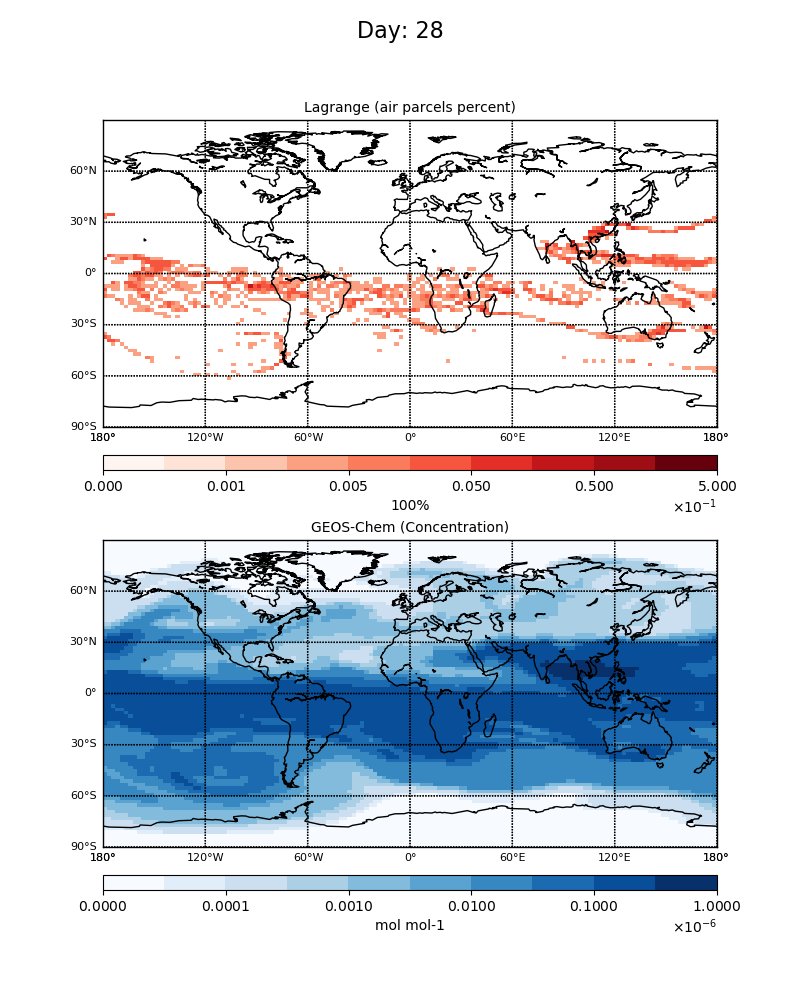 Day: 28
Lagrange (air parcels percent)
60°N
30°N
0°
30°S
60°S
90°S
180° 120°W 60°W 0° 60°E 120°E 180°
0.000 0.001 0.005 0.050 0.500 5.000
100% ×10⁻¹
GEOS-Chem (Concentration)
60°N
30°N
0°
30°S
60°S
90°S
180° 120°W 60°W 0° 60°E 120°E 180°
0.0000 0.0001 0.0010 0.0100 0.1000 1.0000
mol mol-1 ×10⁻⁶